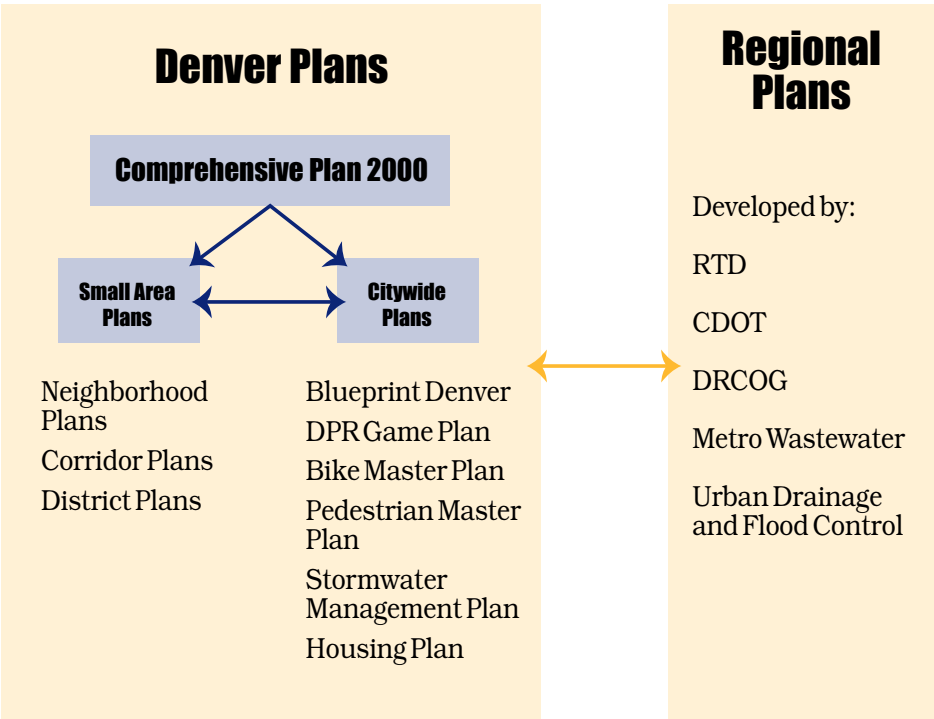 Denver Plans
Comprehensive Plan 2000
Small Area
Plans
Citywide
Plans
Neighborhood
Plans
Corridor Plans
District Plans
Blueprint Denver
DPR Game Plan
Bike Master Plan
Pedestrian Master
Plan
Stormwater
Management Plan
Housing Plan
Regional
Plans
Developed by:
RTD
CDOT
DRCOG
Metro Wastewater
Urban Drainage
and Flood Control